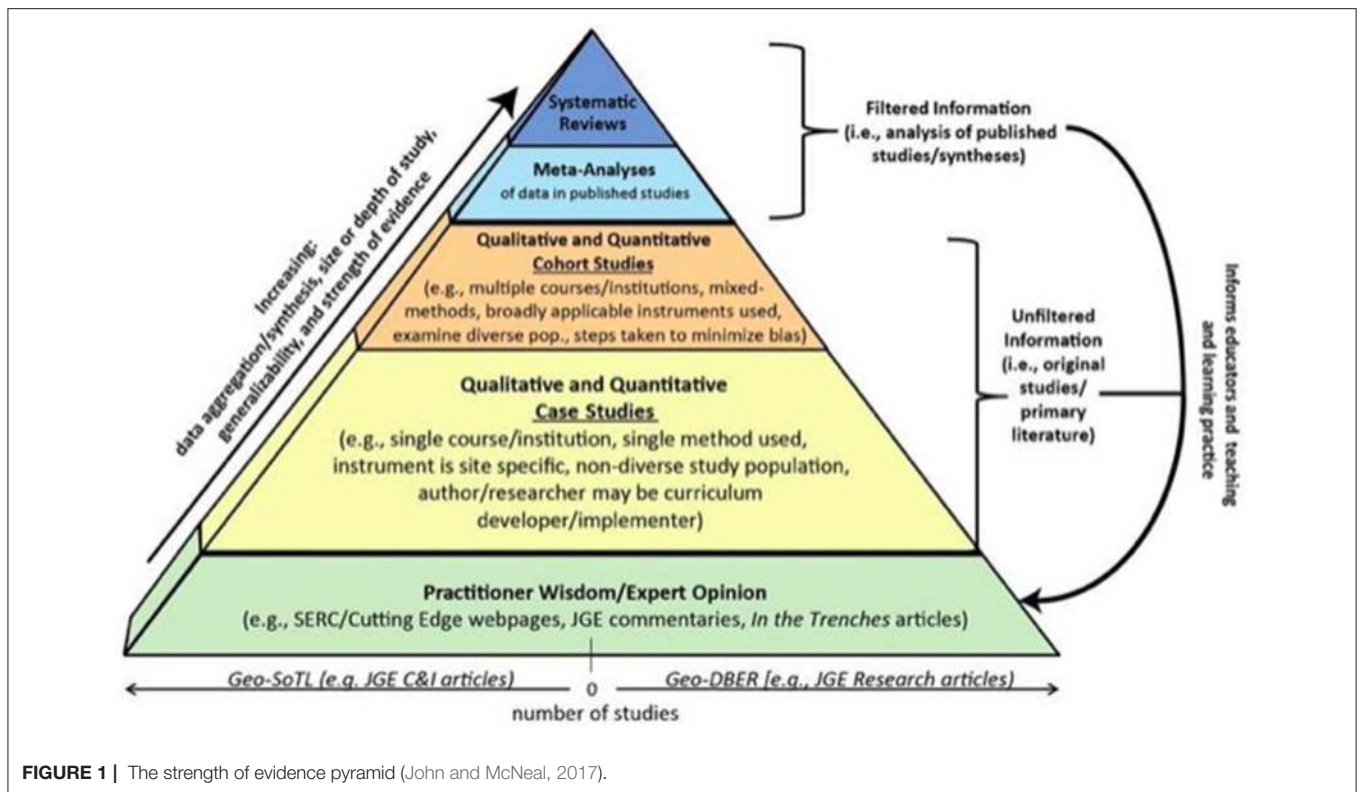 Systematic
Reviews
Meta-Analyses
of data in published studies
Qualitative and Quantitative
Cohort Studies
(e.g., multiple courses/institutions, mixed-
methods, broadly applicable instruments used,
examine diverse pop., steps taken to minimize bias)
Qualitative and Quantitative
Case Studies
(e.g., single course/institution, single method used,
instrument is site specific, non-diverse study population,
author/researcher may be curriculum
developer/implementer)
Practitioner Wisdom/Expert Opinion
(e.g., SERC/Cutting Edge webpages, JGE commentaries, In the Trenches articles)
Increasing:
data aggregation/synthesis, size or depth of study,
generalizability, and strength of evidence
Filtered Information
(i.e., analysis of published
studies/syntheses)
Unfiltered
Information
(i.e., original
studies/
primary
literature)
Informs educators and teaching
and learning practice
Geo-SoTL (e.g. JGE C&I articles)
0
Geo-DBER [e.g., JGE Research articles)
number of studies
FIGURE 1 | The strength of evidence pyramid (John and McNeal, 2017).